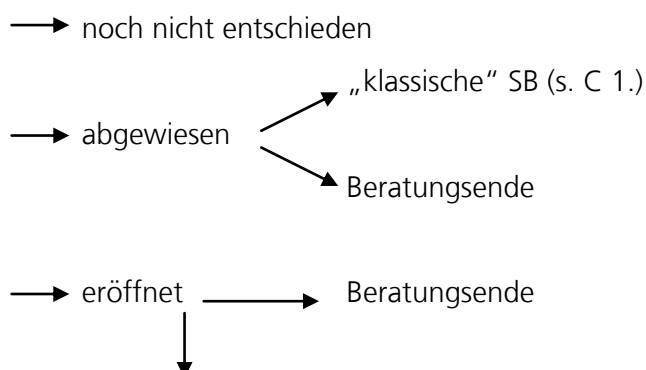 noch nicht entschieden
„klassische“ SB (s. C 1.)
abgewiesen
Beratungsende
eröffnet Beratungsende